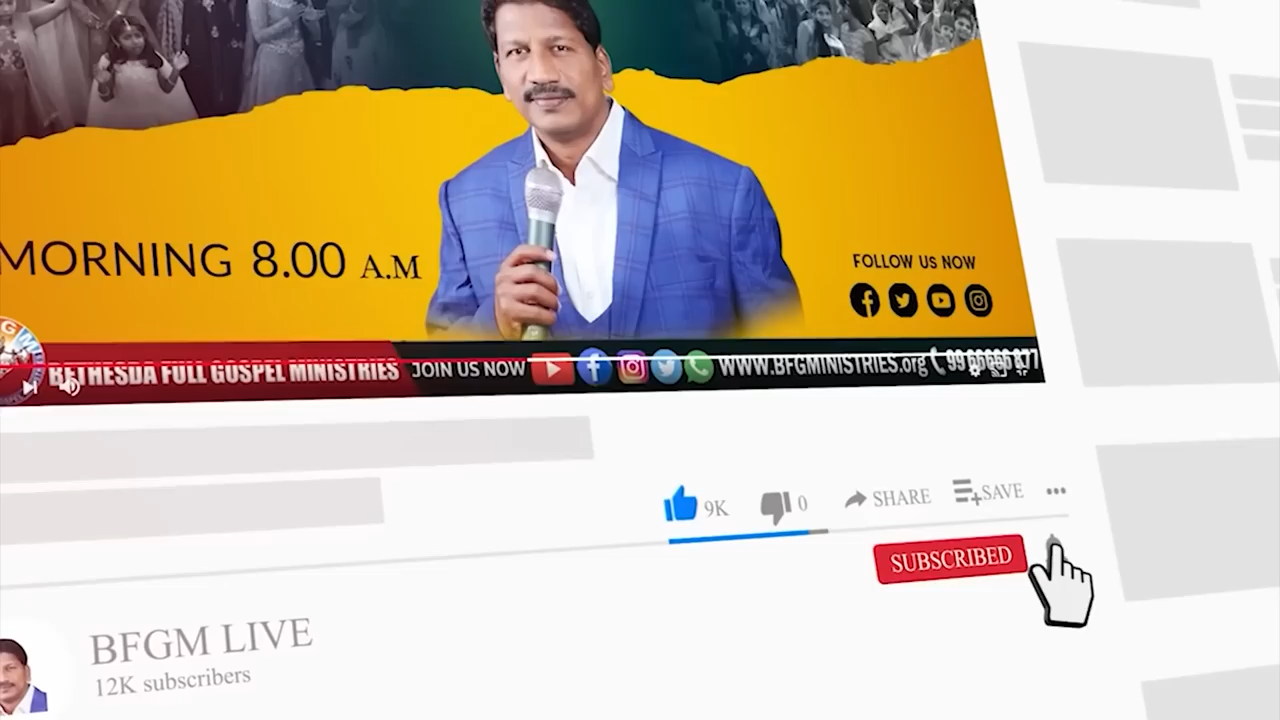 MORNING 8.00 A.M
FOLLOW US NOW
BETHESDA FULL GOSPEL MINISTRIES JOIN US NOW WWW.BFGMINISTRIES.org
9K 0 SHARE SAVE
SUBSCRIBED
BFGM LIVE
12K subscribers